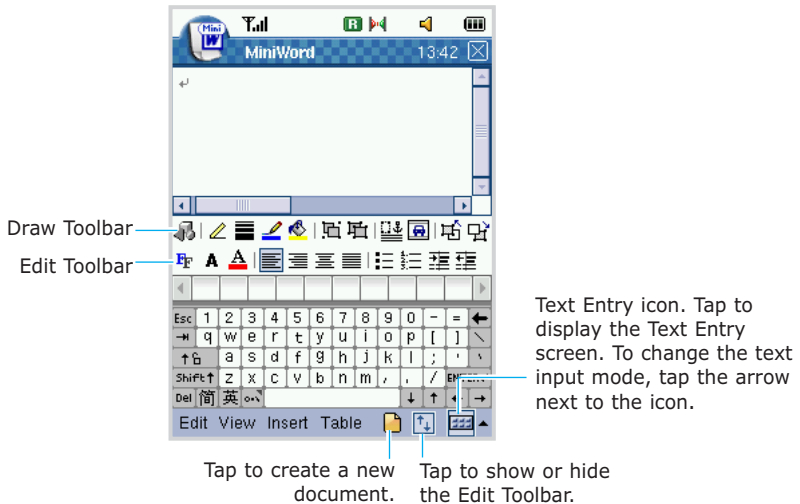 Mini
W
R
MiniWord 13:42
Draw Toolbar
Edit Toolbar
FF A A
Esc 1 2 3 4 5 6 7 8 9 0 - =
q w e r t y u i o p [ ] \
a s d f g h j k l ; '
Shift z x c v b n m , . /
Del 简 英
Edit View Insert Table
Text Entry icon. Tap to
display the Text Entry
screen. To change the text
input mode, tap the arrow
next to the icon.
Tap to create a new
document.
Tap to show or hide
the Edit Toolbar.